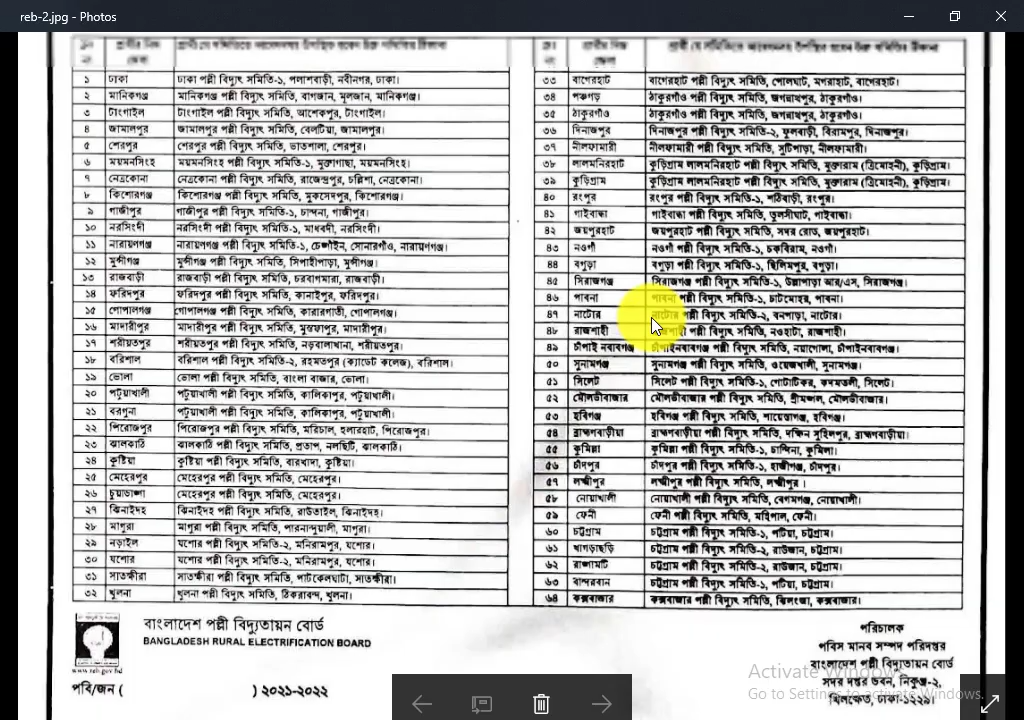 reb-2.jpg - Photos
১ ঢাকা ঢাকা পল্লী বিদ্যুৎ সমিতি-১, পলাশবাড়ী, নবীনগর, ঢাকা।
২ মানিকগঞ্জ মানিকগঞ্জ পল্লী বিদ্যুৎ সমিতি, বাগজান, মূলজান, মানিকগঞ্জ।
৩ টাংগাইল টাংগাইল পল্লী বিদ্যুৎ সমিতি, আশেকপুর, টাংগাইল।
৪ জামালপুর জামালপুর পল্লী বিদ্যুৎ সমিতি, বেলটিয়া, জামালপুর।
৫ শেরপুর শেরপুর পল্লী বিদ্যুৎ সমিতি, ভাতশালা, শেরপুর।
৬ ময়মনসিংহ ময়মনসিংহ পল্লী বিদ্যুৎ সমিতি-১, মুক্তাগাছা, ময়মনসিংহ।
৭ নেত্রকোনা নেত্রকোনা পল্লী বিদ্যুৎ সমিতি, রাজেন্দ্রপুর, চল্লিশা, নেত্রকোনা।
৮ কিশোরগঞ্জ কিশোরগঞ্জ পল্লী বিদ্যুৎ সমিতি, মুকসেদপুর, কিশোরগঞ্জ।
৯ গাজীপুর গাজীপুর পল্লী বিদ্যুৎ সমিতি-১, চান্দনা, গাজীপুর।
১০ নরসিংদী নরসিংদী পল্লী বিদ্যুৎ সমিতি-১, মাধবদী, নরসিংদী।
১১ নারায়ণগঞ্জ নারায়ণগঞ্জ পল্লী বিদ্যুৎ সমিতি-১, সোনারগাঁও, নারায়ণগঞ্জ।
১২ মুন্সীগঞ্জ মুন্সীগঞ্জ পল্লী বিদ্যুৎ সমিতি, সিপাহীপাড়া, মুন্সীগঞ্জ।
১৩ রাজবাড়ী রাজবাড়ী পল্লী বিদ্যুৎ সমিতি, চরবাগমারা, রাজবাড়ী।
১৪ ফরিদপুর ফরিদপুর পল্লী বিদ্যুৎ সমিতি, কানাইপুর, ফরিদপুর।
১৫ গোপালগঞ্জ গোপালগঞ্জ পল্লী বিদ্যুৎ সমিতি, কারারগাতী, গোপালগঞ্জ।
১৬ মাদারীপুর মাদারীপুর পল্লী বিদ্যুৎ সমিতি, মুস্তফাপুর, মাদারীপুর।
১৭ শরীয়তপুর শরীয়তপুর পল্লী বিদ্যুৎ সমিতি, নড়বালাখানা, শরীয়তপুর।
১৮ বরিশাল বরিশাল পল্লী বিদ্যুৎ সমিতি-২, রহমতপুর (ক্যাডেট কলেজ), বরিশাল।
১৯ ভোলা ভোলা পল্লী বিদ্যুৎ সমিতি, বাংলা বাজার, ভোলা।
২০ পটুয়াখালী পটুয়াখালী পল্লী বিদ্যুৎ সমিতি, কালিকাপুর, পটুয়াখালী।
২১ বরগুনা পটুয়াখালী পল্লী বিদ্যুৎ সমিতি, কালিকাপুর, পটুয়াখালী।
২২ পিরোজপুর পিরোজপুর পল্লী বিদ্যুৎ সমিতি, মরিচাল, হুলারহাট, পিরোজপুর।
২৩ ঝালকাঠি ঝালকাঠি পল্লী বিদ্যুৎ সমিতি, প্রতাপ, নলছিটি, ঝালকাঠি।
২৪ কুষ্টিয়া কুষ্টিয়া পল্লী বিদ্যুৎ সমিতি, বারখাদা, কুষ্টিয়া।
২৫ মেহেরপুর মেহেরপুর পল্লী বিদ্যুৎ সমিতি, মেহেরপুর।
২৬ চুয়াডাঙ্গা মেহেরপুর পল্লী বিদ্যুৎ সমিতি, মেহেরপুর।
২৭ ঝিনাইদহ ঝিনাইদহ পল্লী বিদ্যুৎ সমিতি, রাউতাইল, ঝিনাইদহ।
২৮ মাগুরা মাগুরা পল্লী বিদ্যুৎ সমিতি, পারনান্দুয়ালী, মাগুরা।
২৯ নড়াইল যশোর পল্লী বিদ্যুৎ সমিতি-২, মনিরামপুর, যশোর।
৩০ যশোর যশোর পল্লী বিদ্যুৎ সমিতি-২, মনিরামপুর, যশোর।
৩১ সাতক্ষীরা সাতক্ষীরা পল্লী বিদ্যুৎ সমিতি, পাটকেলঘাটা, সাতক্ষীরা।
৩২ খুলনা খুলনা পল্লী বিদ্যুৎ সমিতি, ঠিকরাবন্দ, খুলনা।
৩৩ বাগেরহাট বাগেরহাট পল্লী বিদ্যুৎ সমিতি, পোলঘাট, মগরাহাট, বাগেরহাট।
৩৪ পঞ্চগড় ঠাকুরগাঁও পল্লী বিদ্যুৎ সমিতি, জগন্নাথপুর, ঠাকুরগাঁও।
৩৫ ঠাকুরগাঁও ঠাকুরগাঁও পল্লী বিদ্যুৎ সমিতি, জগন্নাথপুর, ঠাকুরগাঁও।
৩৬ দিনাজপুর দিনাজপুর পল্লী বিদ্যুৎ সমিতি-২, ফুলবাড়ী, বিরামপুর, দিনাজপুর।
৩৭ নীলফামারী নীলফামারী পল্লী বিদ্যুৎ সমিতি, সুটিপাড়া, নীলফামারী।
৩৮ লালমনিরহাট কুড়িগ্রাম লালমনিরহাট পল্লী বিদ্যুৎ সমিতি, মুক্তারাম (ত্রিমোহনী), কুড়িগ্রাম।
৩৯ কুড়িগ্রাম কুড়িগ্রাম লালমনিরহাট পল্লী বিদ্যুৎ সমিতি, মুক্তারাম (ত্রিমোহনী), কুড়িগ্রাম।
৪০ রংপুর রংপুর পল্লী বিদ্যুৎ সমিতি-১, শঠিবাড়ী, রংপুর।
৪১ গাইবান্ধা গাইবান্ধা পল্লী বিদ্যুৎ সমিতি, তুলসীঘাট, গাইবান্ধা।
৪২ জয়পুরহাট জয়পুরহাট পল্লী বিদ্যুৎ সমিতি, সদর রোড, জয়পুরহাট।
৪৩ নওগাঁ নওগাঁ পল্লী বিদ্যুৎ সমিতি-১, চকবিরাম, নওগাঁ।
৪৪ বগুড়া বগুড়া পল্লী বিদ্যুৎ সমিতি-১, ছিলিমপুর, বগুড়া।
৪৫ সিরাজগঞ্জ সিরাজগঞ্জ পল্লী বিদ্যুৎ সমিতি-১, উল্লাপাড়া আর/এস, সিরাজগঞ্জ।
৪৬ পাবনা পাবনা পল্লী বিদ্যুৎ সমিতি-১, চাটমোহর, পাবনা।
৪৭ নাটোর নাটোর পল্লী বিদ্যুৎ সমিতি-২, বনপাড়া, নাটোর।
৪৮ রাজশাহী রাজশাহী পল্লী বিদ্যুৎ সমিতি, নওহাটা, রাজশাহী।
৪৯ চাঁপাই নবাবগঞ্জ চাঁপাইনবাবগঞ্জ পল্লী বিদ্যুৎ সমিতি, নয়াগোলা, চাঁপাইনবাবগঞ্জ।
৫০ সুনামগঞ্জ সুনামগঞ্জ পল্লী বিদ্যুৎ সমিতি, ওয়েজখালী, সুনামগঞ্জ।
৫১ সিলেট সিলেট পল্লী বিদ্যুৎ সমিতি-১, গোটাটিকর, কদমতলী, সিলেট।
৫২ মৌলভীবাজার মৌলভীবাজার পল্লী বিদ্যুৎ সমিতি, শ্রীমঙ্গল, মৌলভীবাজার।
৫৩ হবিগঞ্জ হবিগঞ্জ পল্লী বিদ্যুৎ সমিতি, শায়েস্তাগঞ্জ, হবিগঞ্জ।
৫৪ ব্রাহ্মণবাড়ীয়া ব্রাহ্মণবাড়ীয়া পল্লী বিদ্যুৎ সমিতি, দক্ষিন সুহিলপুর, ব্রাহ্মণবাড়ীয়া।
৫৫ কুমিল্লা কুমিল্লা পল্লী বিদ্যুৎ সমিতি-১, চান্দিনা, কুমিল্লা।
৫৬ চাঁদপুর চাঁদপুর পল্লী বিদ্যুৎ সমিতি-১, হাজীগঞ্জ, চাঁদপুর।
৫৭ লক্ষ্মীপুর লক্ষ্মীপুর পল্লী বিদ্যুৎ সমিতি, লক্ষ্মীপুর ।
৫৮ নোয়াখালী নোয়াখালী পল্লী বিদ্যুৎ সমিতি, বেগমগঞ্জ, নোয়াখালী।
৫৯ ফেনী ফেনী পল্লী বিদ্যুৎ সমিতি, মহিপাল, ফেনী।
৬০ চট্টগ্রাম চট্টগ্রাম পল্লী বিদ্যুৎ সমিতি-১, পটিয়া, চট্টগ্রাম।
৬১ খাগড়াছড়ি চট্টগ্রাম পল্লী বিদ্যুৎ সমিতি-২, রাউজান, চট্টগ্রাম।
৬২ রাঙ্গামাটি চট্টগ্রাম পল্লী বিদ্যুৎ সমিতি-২, রাউজান, চট্টগ্রাম।
৬৩ বান্দরবান চট্টগ্রাম পল্লী বিদ্যুৎ সমিতি-১, পটিয়া, চট্টগ্রাম।
৬৪ কক্সবাজার কক্সবাজার পল্লী বিদ্যুৎ সমিতি, ঝিলংজা, কক্সবাজার।
বাংলাদেশ পল্লী বিদ্যুতায়ন বোর্ড
BANGLADESH RURAL ELECTRIFICATION BOARD
www.reb.gov.bd
পবি/জন ( ) ২০২১-২০২২
পরিচালক
পবিস মানব সম্পদ পরিদপ্তর
বাংলাদেশ পল্লী বিদ্যুতায়ন বোর্ড
সদর দপ্তর ভবন, নিকুঞ্জ-২,
খিলক্ষেত, ঢাকা-১২২৯।
Activate Windows
Go to Settings to activate Windows.